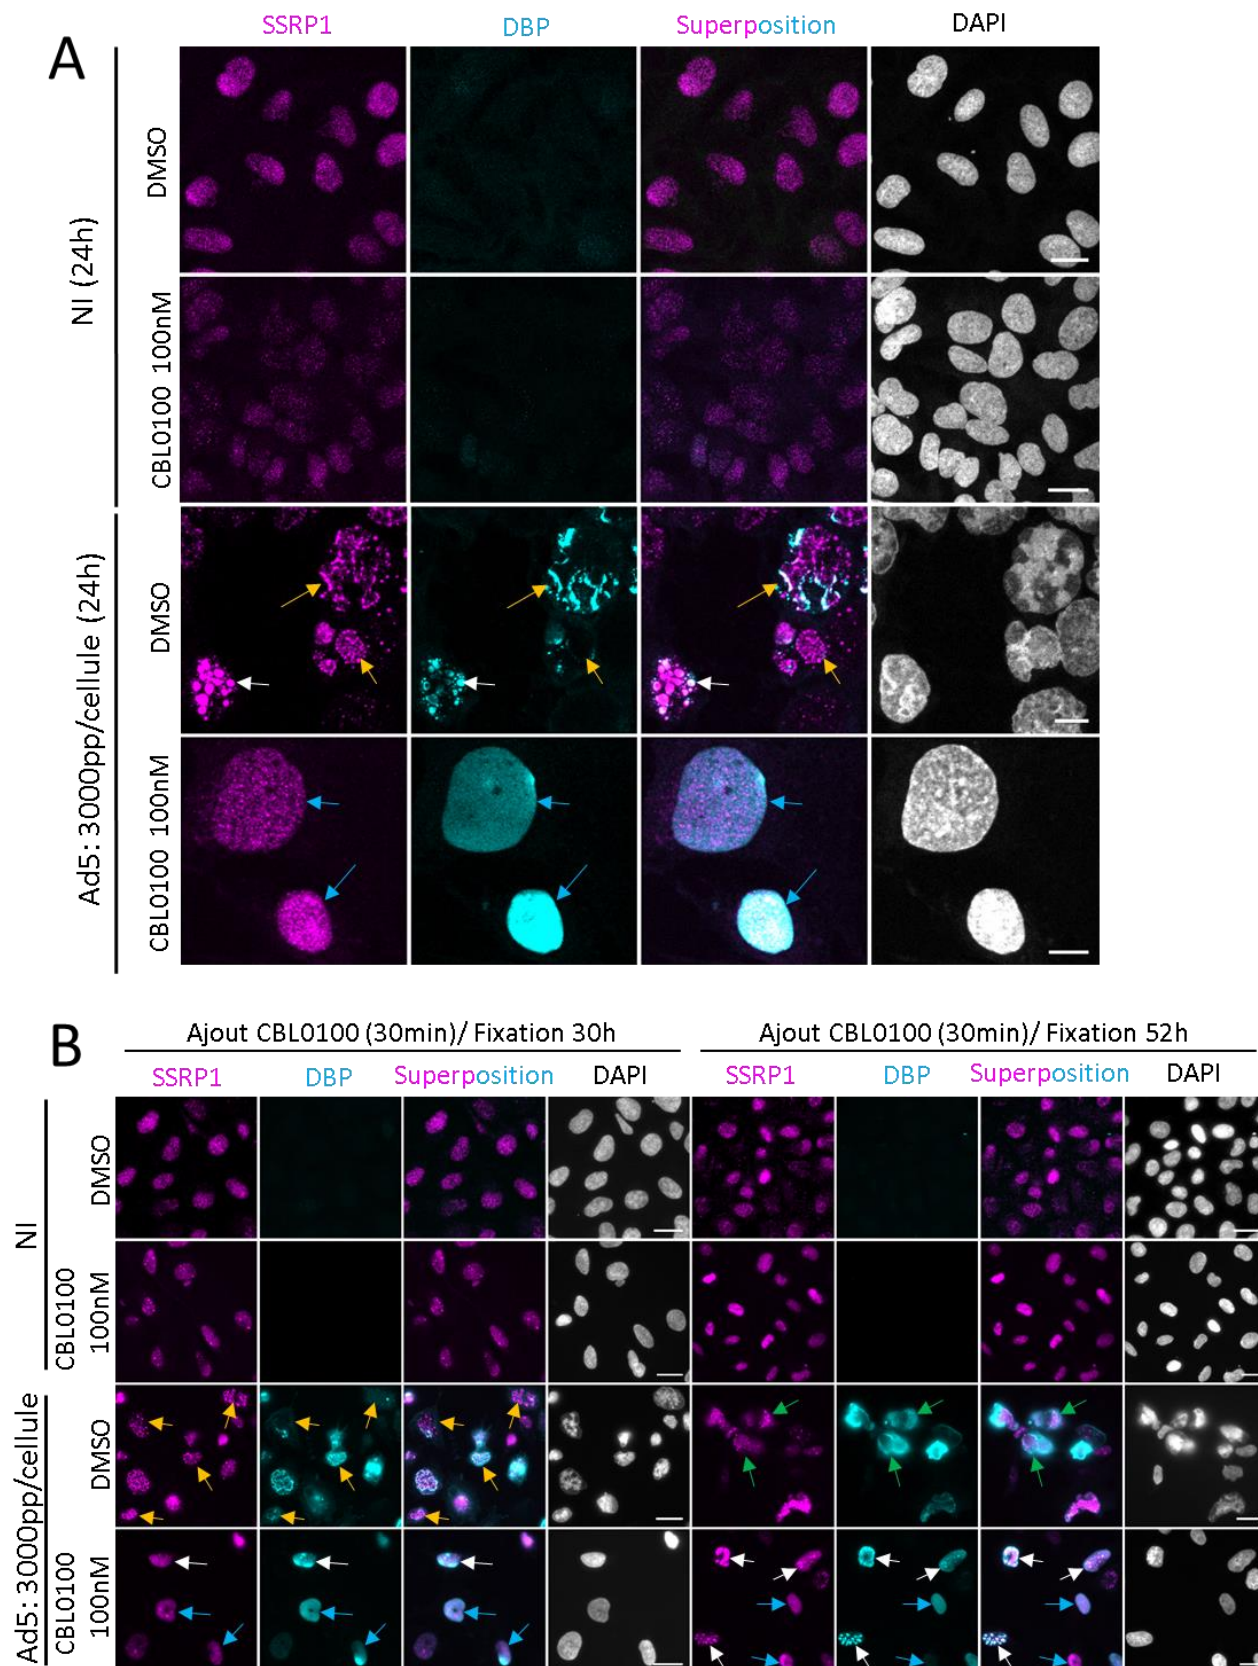 A
SSRP1 DBP Superposition DAPI
NI (24h)
DMSO
CBL0100 100nM
Ad5: 3000pp/cellule (24h)
DMSO
CBL0100 100nM
B
Ajout CBL0100 (30min)/ Fixation 30h
Ajout CBL0100 (30min)/ Fixation 52h
SSRP1 DBP Superposition DAPI SSRP1 DBP Superposition DAPI
NI
DMSO
CBL0100
100nM
Ad5: 3000pp/cellule
DMSO
CBL0100
100nM